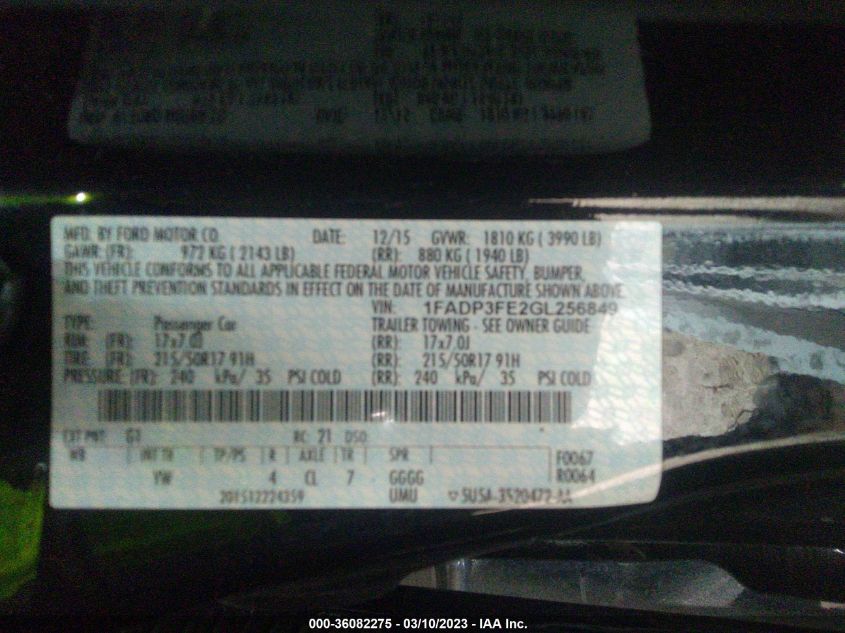 MFD. BY FORD MOTOR CO. DATE: 12/15 GVWR: 1810 KG ( 3990 LB)
GAWR: (FR): 972 KG ( 2143 LB) (RR): 880 KG ( 1940 LB)
THIS VEHICLE CONFORMS TO ALL APPLICABLE FEDERAL MOTOR VEHICLE SAFETY, BUMPER,
AND THEFT PREVENTION STANDARDS IN EFFECT ON THE DATE OF MANUFACTURE SHOWN ABOVE.
VIN: 1FADP3FE2GL256849
TYPE: Passenger Car TRAILER TOWING - SEE OWNER GUIDE
RIM: (FR): 17x7.0J (RR): 17x7.0J
TIRE: (FR): 215/50R17 91H (RR): 215/50R17 91H
PRESSURE: (FR): 240 kPa/ 35 PSI COLD (RR): 240 kPa/ 35 PSI COLD
EXT PNT: G1 RC: 21 DSO:
WB INT TR TP/PS R AXLE TR SPR F0067
YW 4 CL 7 GGGG R0064
201512224359 UMU 5U5A-3520472-AA
000-36082275 - 03/10/2023 - IAA Inc.